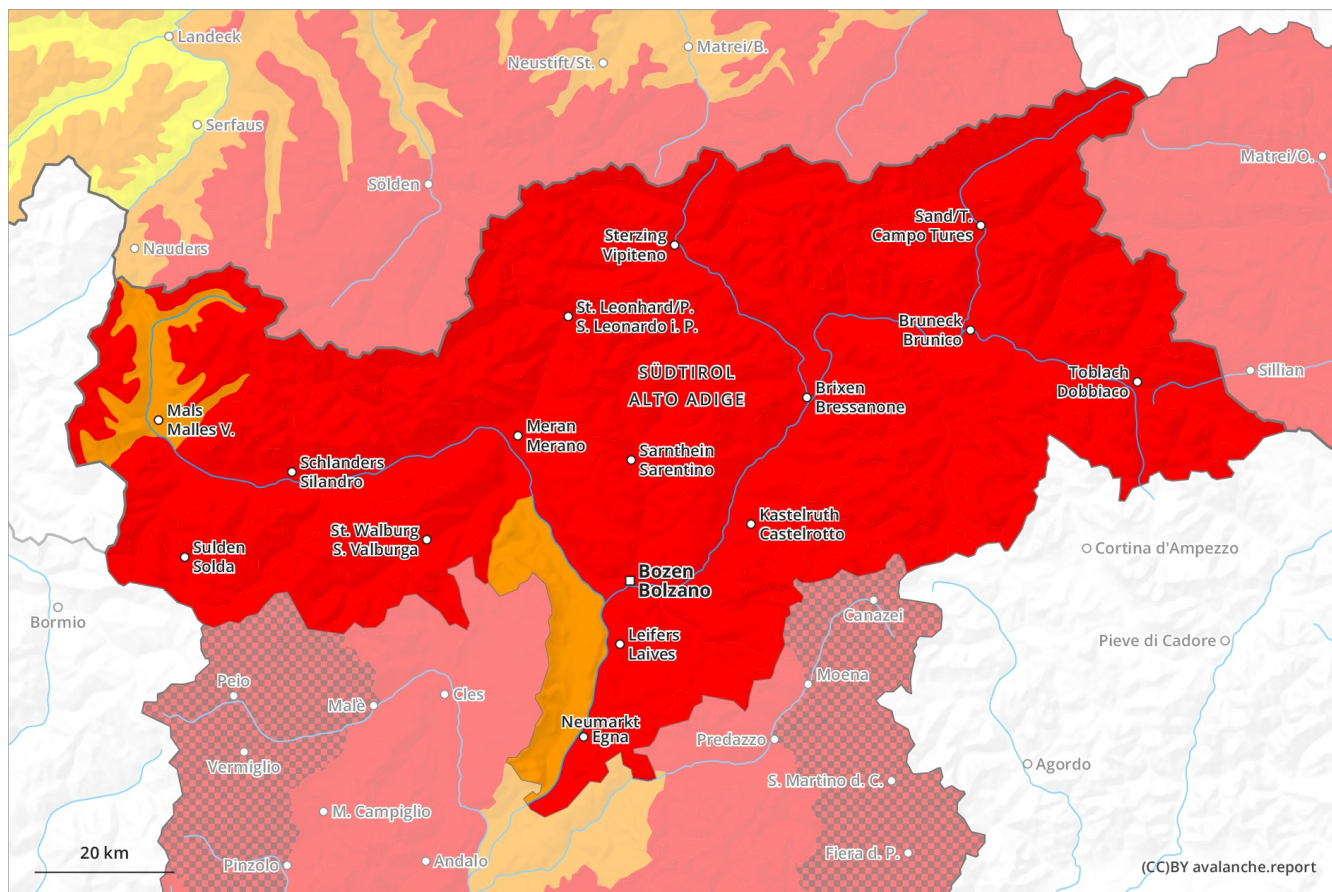 Landeck
Matrei/B.
Neustift/St.
Serfaus
Matrei/O.
Sölden
Sand/T.
Campo Tures
Sterzing
Vipiteno
Nauders
St. Leonhard/P.
S. Leonardo i. P.
Bruneck
Brunico
SÜDTIROL
ALTO ADIGE
Toblach
Dobbiaco
Sillian
Brixen
Bressanone
Mals
Malles V.
Meran
Merano
Sarnthein
Sarentino
Schlanders
Silandro
Kastelruth
Castelrotto
St. Walburg
S. Valburga
Sulden
Solda
Cortina d'Ampezzo
Bozen
Bolzano
Bormio
Canazei
Leifers
Laives
Pieve di Cadore
Peio
Moena
Cles
Malè
Neumarkt
Egna
Predazzo
Vermiglio
Agordo
S. Martino d. C.
M. Campiglio
20 km
Andalo
Fiera d. P.
Pinzolo
(CC)BY avalanche.report